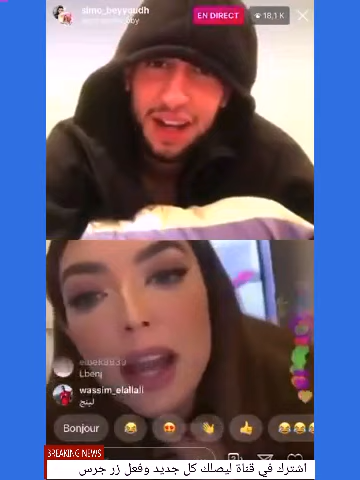 simo_beyyoudh
EN DIRECT
18,1 K
Lbenj
wassim_elallali
لبنج
Bonjour
BREAKING NEWS
اشترك في قناة ليصلك كل جديد وفعل زر جرس